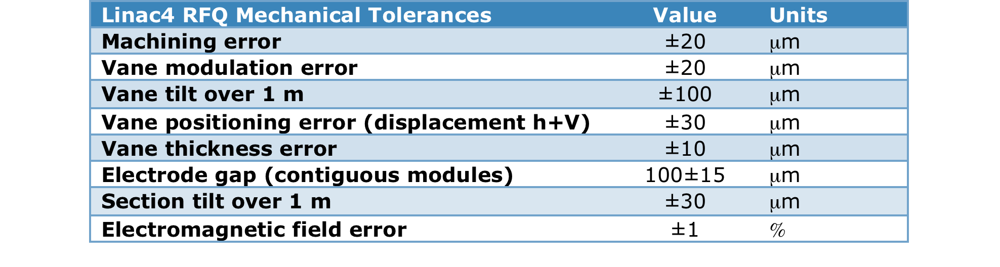 Linac4 RFQ Mechanical Tolerances Value Units
Machining error ±20 μm
Vane modulation error ±20 μm
Vane tilt over 1 m ±100 μm
Vane positioning error (displacement h+V) ±30 μm
Vane thickness error ±10 μm
Electrode gap (contiguous modules) 100±15 μm
Section tilt over 1 m ±30 μm
Electromagnetic field error ±1 %